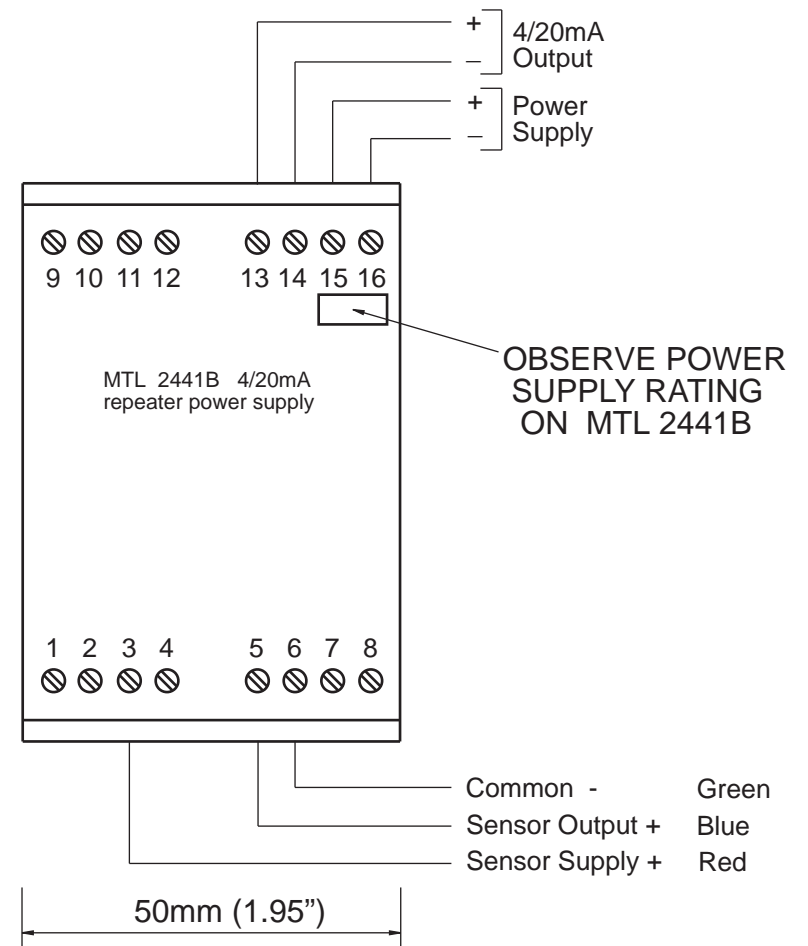 + 4/20mA
– Output
+ Power
– Supply
9 10 11 12 13 14 15 16
OBSERVE POWER
SUPPLY RATING
ON MTL 2441B
MTL 2441B 4/20mA
repeater power supply
1 2 3 4 5 6 7 8
Common - Green
Sensor Output + Blue
Sensor Supply + Red
50mm (1.95”)